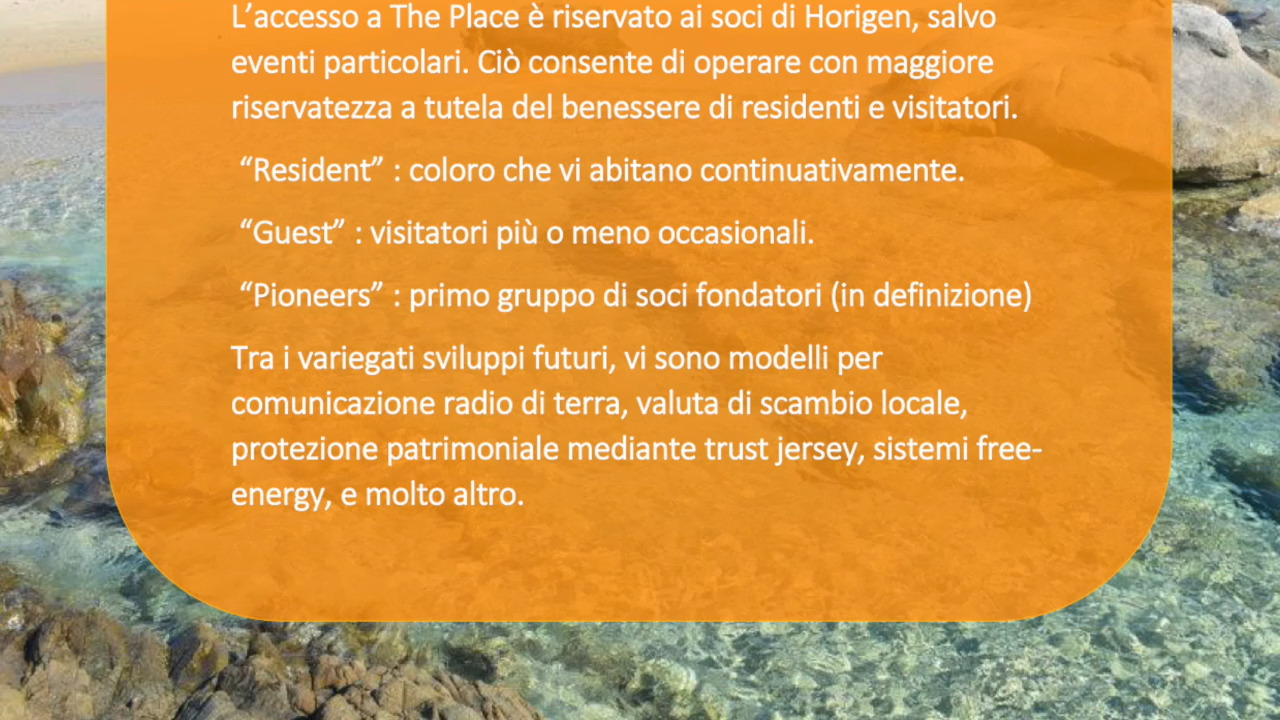 L’accesso a The Place è riservato ai soci di Horigen, salvo
eventi particolari. Ciò consente di operare con maggiore
riservatezza a tutela del benessere di residenti e visitatori.
“Resident” : coloro che vi abitano continuativamente.
“Guest” : visitatori più o meno occasionali.
“Pioneers” : primo gruppo di soci fondatori (in definizione)
Tra i variegati sviluppi futuri, vi sono modelli per
comunicazione radio di terra, valuta di scambio locale,
protezione patrimoniale mediante trust jersey, sistemi free-
energy, e molto altro.